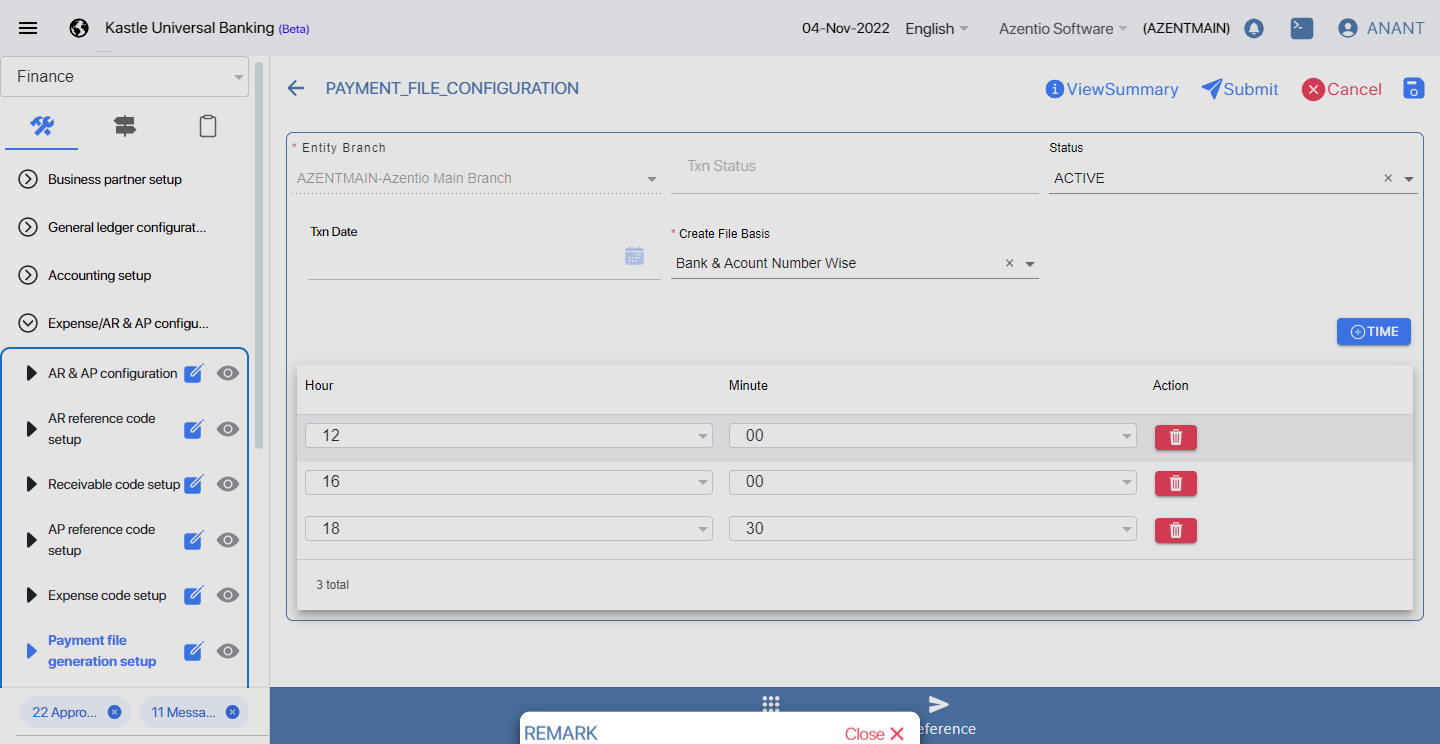 Kastle Universal Banking (Beta)
04-Nov-2022
English
Azentio Software
(AZENTMAIN)
ANANT
Finance
Business partner setup
General ledger configurat...
Accounting setup
Expense/AR & AP configu...
AR & AP configuration
AR reference code
setup
Receivable code setup
AP reference code
setup
Expense code setup
Payment file
generation setup
22 Appro...
11 Messa...
PAYMENT_FILE_CONFIGURATION
ViewSummary
Submit
Cancel
* Entity Branch
AZENTMAIN-Azentio Main Branch
Txn Status
Status
ACTIVE
Txn Date
* Create File Basis
Bank & Acount Number Wise
TIME
Hour Minute Action
12 00
16 00
18 30
3 total
eference
REMARK
Close